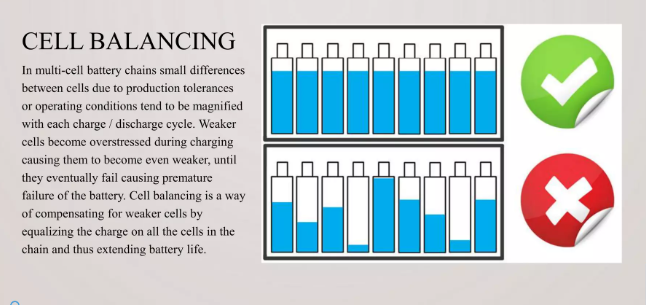 CELL BALANCING
In multi-cell battery chains small differences
between cells due to production tolerances
or operating conditions tend to be magnified
with each charge / discharge cycle. Weaker
cells become overstressed during charging
causing them to become even weaker, until
they eventually fail causing premature
failure of the battery. Cell balancing is a way
of compensating for weaker cells by
equalizing the charge on all the cells in the
chain and thus extending battery life.